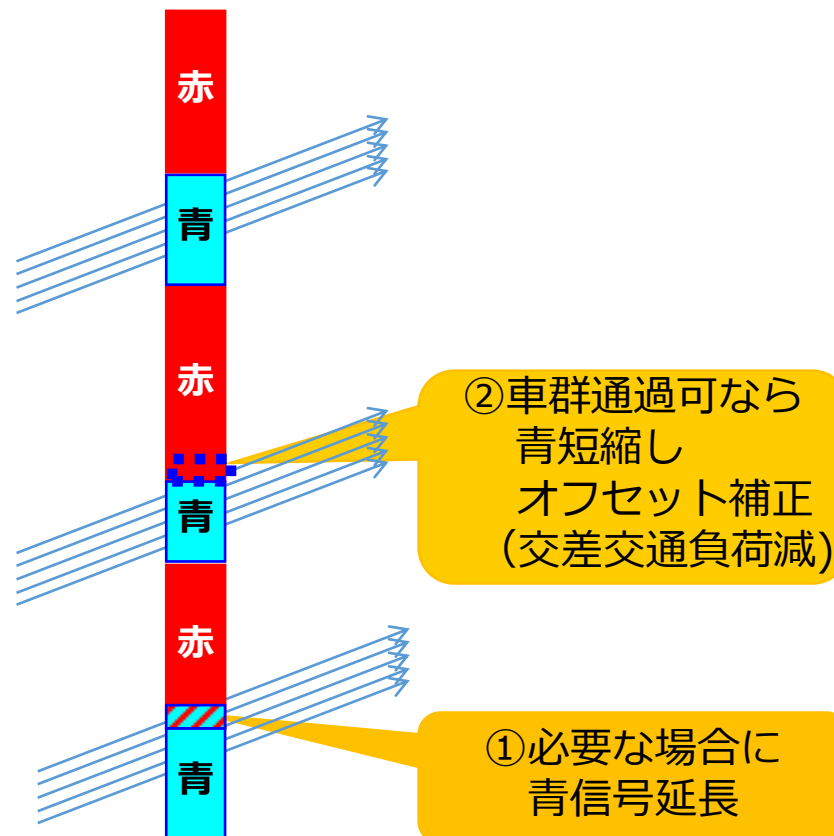 赤
青
赤
②車群通過可なら
青短縮し
オフセット補正
(交差交通負荷減)
青
赤
①必要な場合に
青信号延長
青